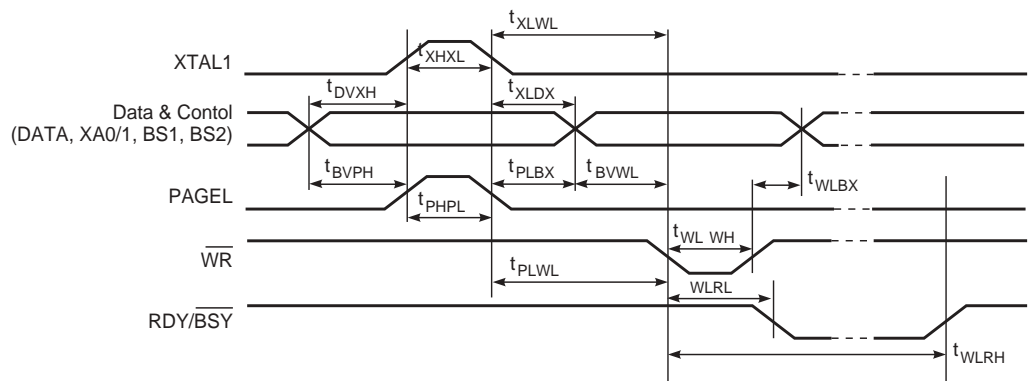 tXLWL
XTAL1
tXHXL
tDVXH
tXLDX
Data & Contol
(DATA, XA0/1, BS1, BS2)
tBVPH
tPLBX
tBVWL
tWLBX
PAGEL
tPHPL
tWL WH
WR
tPLWL
WLRL
RDY/BSY
tWLRH